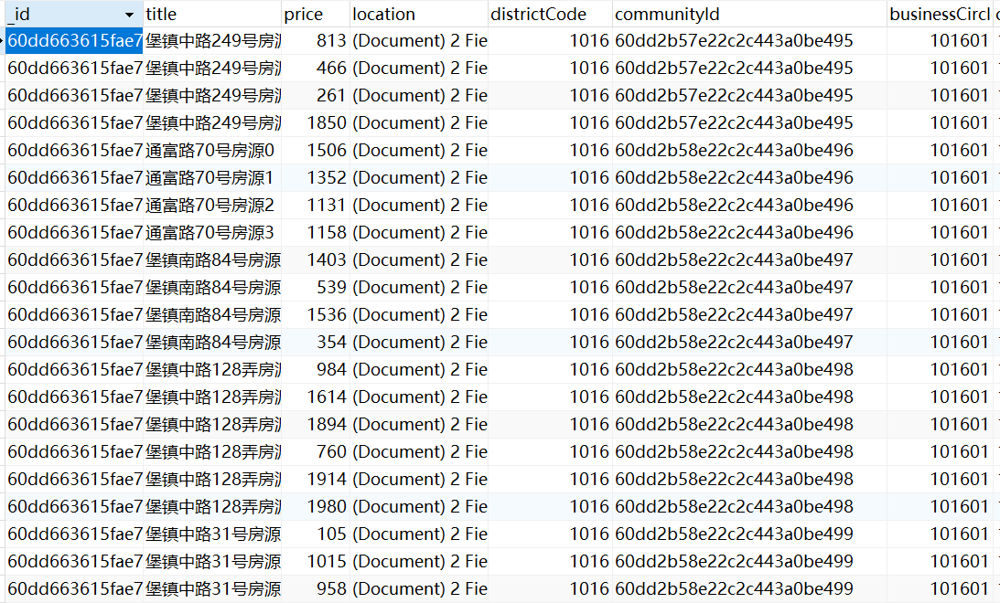 _id title price location districtCode communityId businessCircl
60dd663615fae7 堡镇中路249号房 813 (Document) 2 Fie 1016 60dd2b57e22c2c443a0be495 101601
60dd663615fae7 堡镇中路249号房 466 (Document) 2 Fie 1016 60dd2b57e22c2c443a0be495 101601
60dd663615fae7 堡镇中路249号房 261 (Document) 2 Fie 1016 60dd2b57e22c2c443a0be495 101601
60dd663615fae7 堡镇中路249号房 1850 (Document) 2 Fie 1016 60dd2b57e22c2c443a0be495 101601
60dd663615fae7 通富路70号房源0 1506 (Document) 2 Fie 1016 60dd2b58e22c2c443a0be496 101601
60dd663615fae7 通富路70号房源1 1352 (Document) 2 Fie 1016 60dd2b58e22c2c443a0be496 101601
60dd663615fae7 通富路70号房源2 1131 (Document) 2 Fie 1016 60dd2b58e22c2c443a0be496 101601
60dd663615fae7 通富路70号房源3 1158 (Document) 2 Fie 1016 60dd2b58e22c2c443a0be496 101601
60dd663615fae7 堡镇南路84号房源 1403 (Document) 2 Fie 1016 60dd2b58e22c2c443a0be497 101601
60dd663615fae7 堡镇南路84号房源 539 (Document) 2 Fie 1016 60dd2b58e22c2c443a0be497 101601
60dd663615fae7 堡镇南路84号房源 1536 (Document) 2 Fie 1016 60dd2b58e22c2c443a0be497 101601
60dd663615fae7 堡镇南路84号房源 354 (Document) 2 Fie 1016 60dd2b58e22c2c443a0be497 101601
60dd663615fae7 堡镇中路128弄房 984 (Document) 2 Fie 1016 60dd2b58e22c2c443a0be498 101601
60dd663615fae7 堡镇中路128弄房 1614 (Document) 2 Fie 1016 60dd2b58e22c2c443a0be498 101601
60dd663615fae7 堡镇中路128弄房 1894 (Document) 2 Fie 1016 60dd2b58e22c2c443a0be498 101601
60dd663615fae7 堡镇中路128弄房 760 (Document) 2 Fie 1016 60dd2b58e22c2c443a0be498 101601
60dd663615fae7 堡镇中路128弄房 1914 (Document) 2 Fie 1016 60dd2b58e22c2c443a0be498 101601
60dd663615fae7 堡镇中路128弄房 1980 (Document) 2 Fie 1016 60dd2b58e22c2c443a0be498 101601
60dd663615fae7 堡镇中路31号房源 105 (Document) 2 Fie 1016 60dd2b58e22c2c443a0be499 101601
60dd663615fae7 堡镇中路31号房源 1015 (Document) 2 Fie 1016 60dd2b58e22c2c443a0be499 101601
60dd663615fae7 堡镇中路31号房源 958 (Document) 2 Fie 1016 60dd2b58e22c2c443a0be499 101601